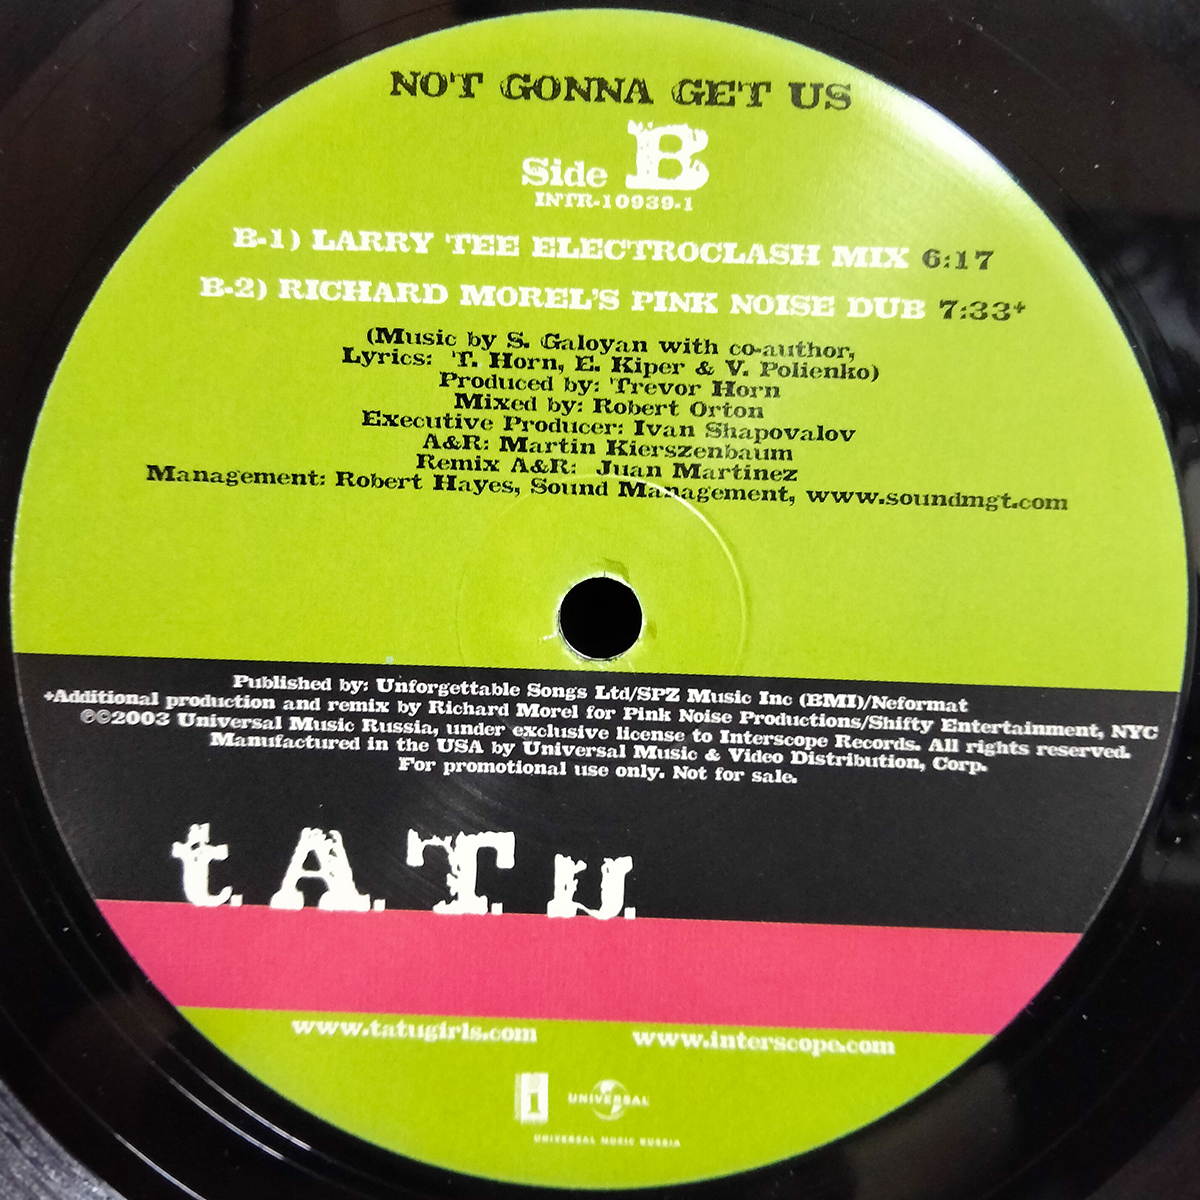 NOT GONNA GET US
Side B
INTR-10939-1
B-1) LARRY TEE ELECTROCLASH MIX 6:17
B-2) RICHARD MOREL'S PINK NOISE DUB 7:33+
(Music by S. Galoyan with co-author,
Lyrics: T. Horn, E. Kiper & V. Polienko)
Produced by: Trevor Horn
Mixed by: Robert Orton
Executive Producer: Ivan Shapovalov
A&R: Martin Kierszenbaum
Remix A&R: Juan Martinez
Management: Robert Hayes, Sound Management, www.soundmgt.com
Published by: Unforgettable Songs Ltd/SPZ Music Inc (BMI)/Neformat
+Additional production and remix by Richard Morel for Pink Noise Productions/Shifty Entertainment, NYC
℗©2003 Universal Music Russia, under exclusive license to Interscope Records. All rights reserved.
Manufactured in the USA by Universal Music & Video Distribution, Corp.
For promotional use only. Not for sale.
t.A.T.u.
www.tatugirls.com www.interscope.com
i UNIVERSAL
UNIVERSAL MUSIC RUSSIA